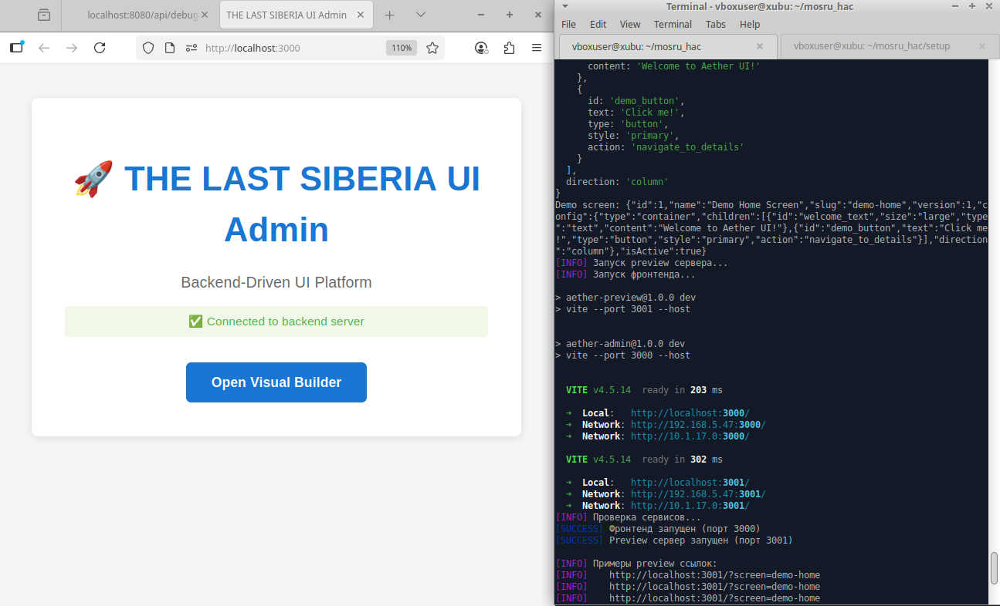 localhost:8080/api/debug
THE LAST SIBERIA UI Admin
http://localhost:3000
110%
🚀 THE LAST SIBERIA UI
Admin
Backend-Driven UI Platform
✅ Connected to backend server
Open Visual Builder
Terminal - vboxuser@xubu: ~/mosru_hac
File Edit View Terminal Tabs Help
vboxuser@xubu: ~/mosru_hac
vboxuser@xubu: ~/mosru_hac/setup
content: 'Welcome to Aether UI!'
},
{
id: 'demo_button',
text: 'Click me!',
type: 'button',
style: 'primary',
action: 'navigate_to_details'
}
],
direction: 'column'
}
Demo screen: {"id":1,"name":"Demo Home Screen","slug":"demo-home","version":1,"c
onfig":{"type":"container","children":[{"id":"welcome_text","size":"large","type
":"text","content":"Welcome to Aether UI!"},{"id":"demo_button","text":"Click me
!","type":"button","style":"primary","action":"navigate_to_details"}],"direction
":"column"},"isActive":true}
[INFO] Запуск preview сервера...
[INFO] Запуск фронтенда...
> aether-preview@1.0.0 dev
> vite --port 3001 --host
> aether-admin@1.0.0 dev
> vite --port 3000 --host
VITE v4.5.14 ready in 203 ms
➜ Local: http://localhost:3000/
➜ Network: http://192.168.5.47:3000/
➜ Network: http://10.1.17.0:3000/
VITE v4.5.14 ready in 302 ms
➜ Local: http://localhost:3001/
➜ Network: http://192.168.5.47:3001/
➜ Network: http://10.1.17.0:3001/
[INFO] Проверка сервисов...
[SUCCESS] Фронтенд запущен (порт 3000)
[SUCCESS] Preview сервер запущен (порт 3001)
[INFO] Примеры preview ссылок:
[INFO] http://localhost:3001/?screen=demo-home
[INFO] http://localhost:3001/?screen=demo-home
[INFO] http://localhost:3001/?screen=demo-home